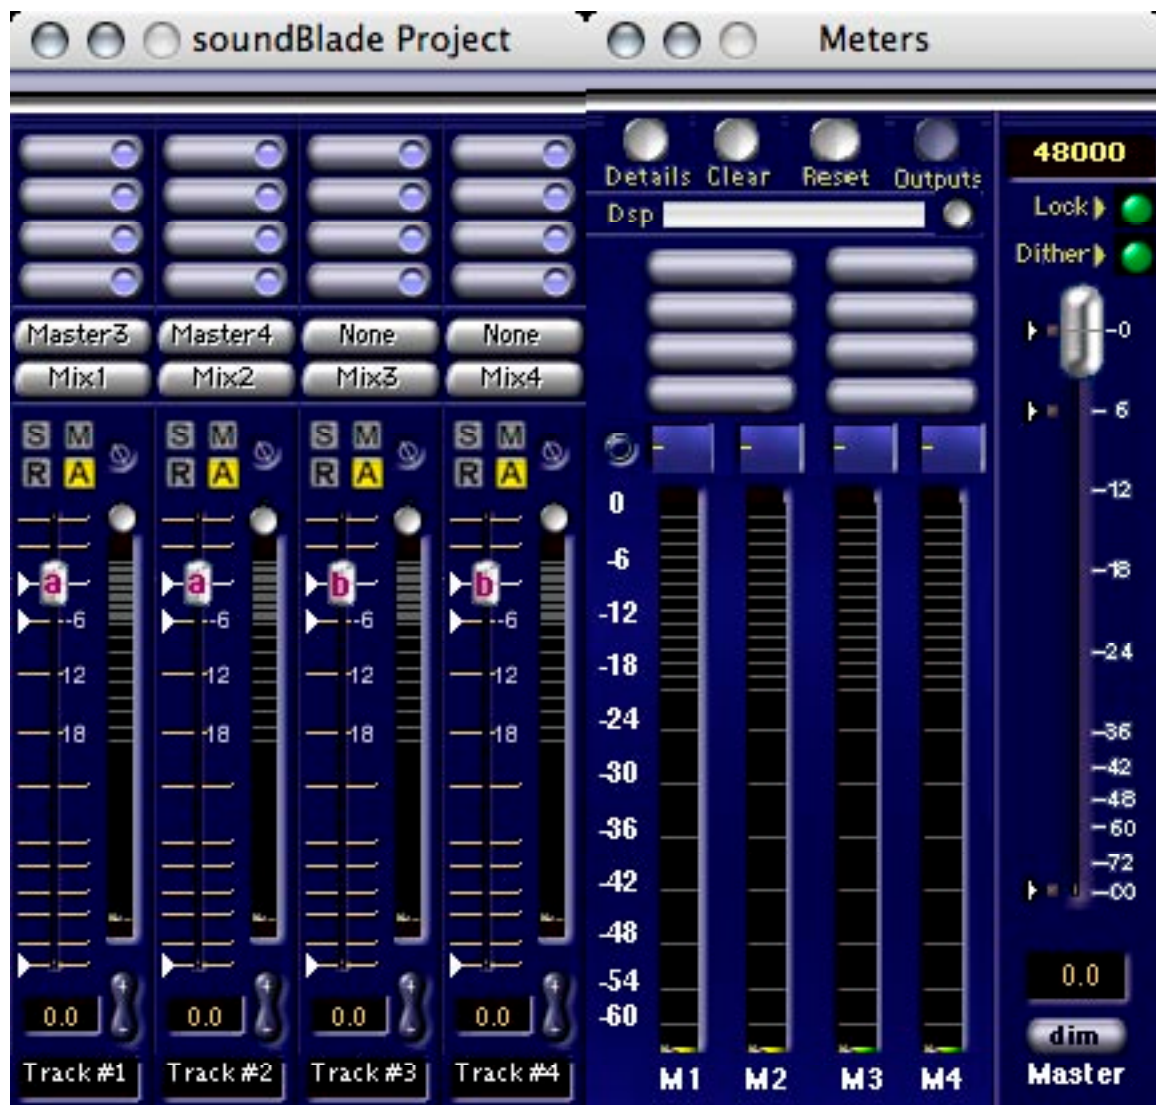 soundBlade Project
Master3 Master4 None None
Mix1 Mix2 Mix3 Mix4
S M S M S M S M
R A R A R A R A
a a b b
-6 -6 -6 -6
12 12 12 12
18 18 18 18
+ + + +
0.0 0.0 0.0 0.0
- - - -
Track #1 Track #2 Track #3 Track #4
Meters
Details Clear Reset Outputs
Dsp
0
-6
-12
-18
-24
-30
-36
-42
-48
-54
-60
M1 M2 M3 M4
48000
Lock
Dither
-0
-6
-12
-18
-24
-36
-42
-48
-60
-72
-00
0.0
dim
Master